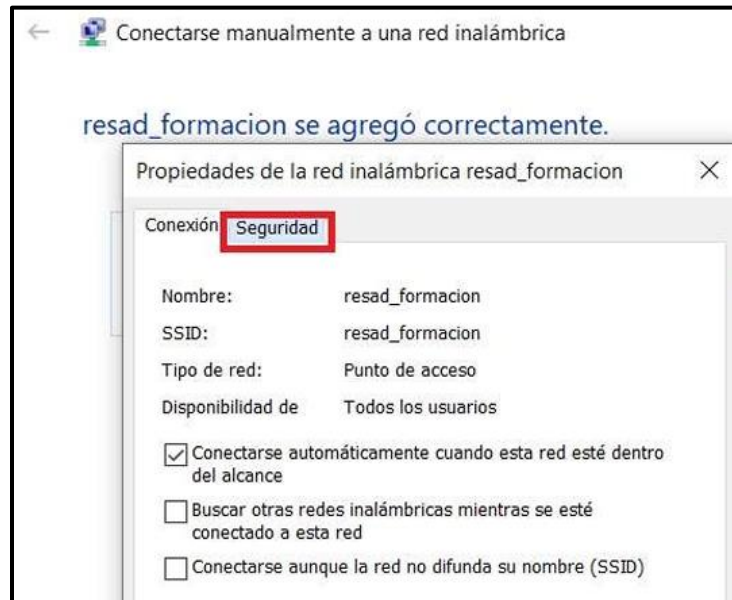 Conectarse manualmente a una red inalámbrica
resad_formacion se agregó correctamente.
Propiedades de la red inalámbrica resad_formacion
Conexión Seguridad
Nombre: resad_formacion
SSID: resad_formacion
Tipo de red: Punto de acceso
Disponibilidad de Todos los usuarios
Conectarse automáticamente cuando esta red esté dentro
del alcance
Buscar otras redes inalámbricas mientras se esté
conectado a esta red
Conectarse aunque la red no difunda su nombre (SSID)